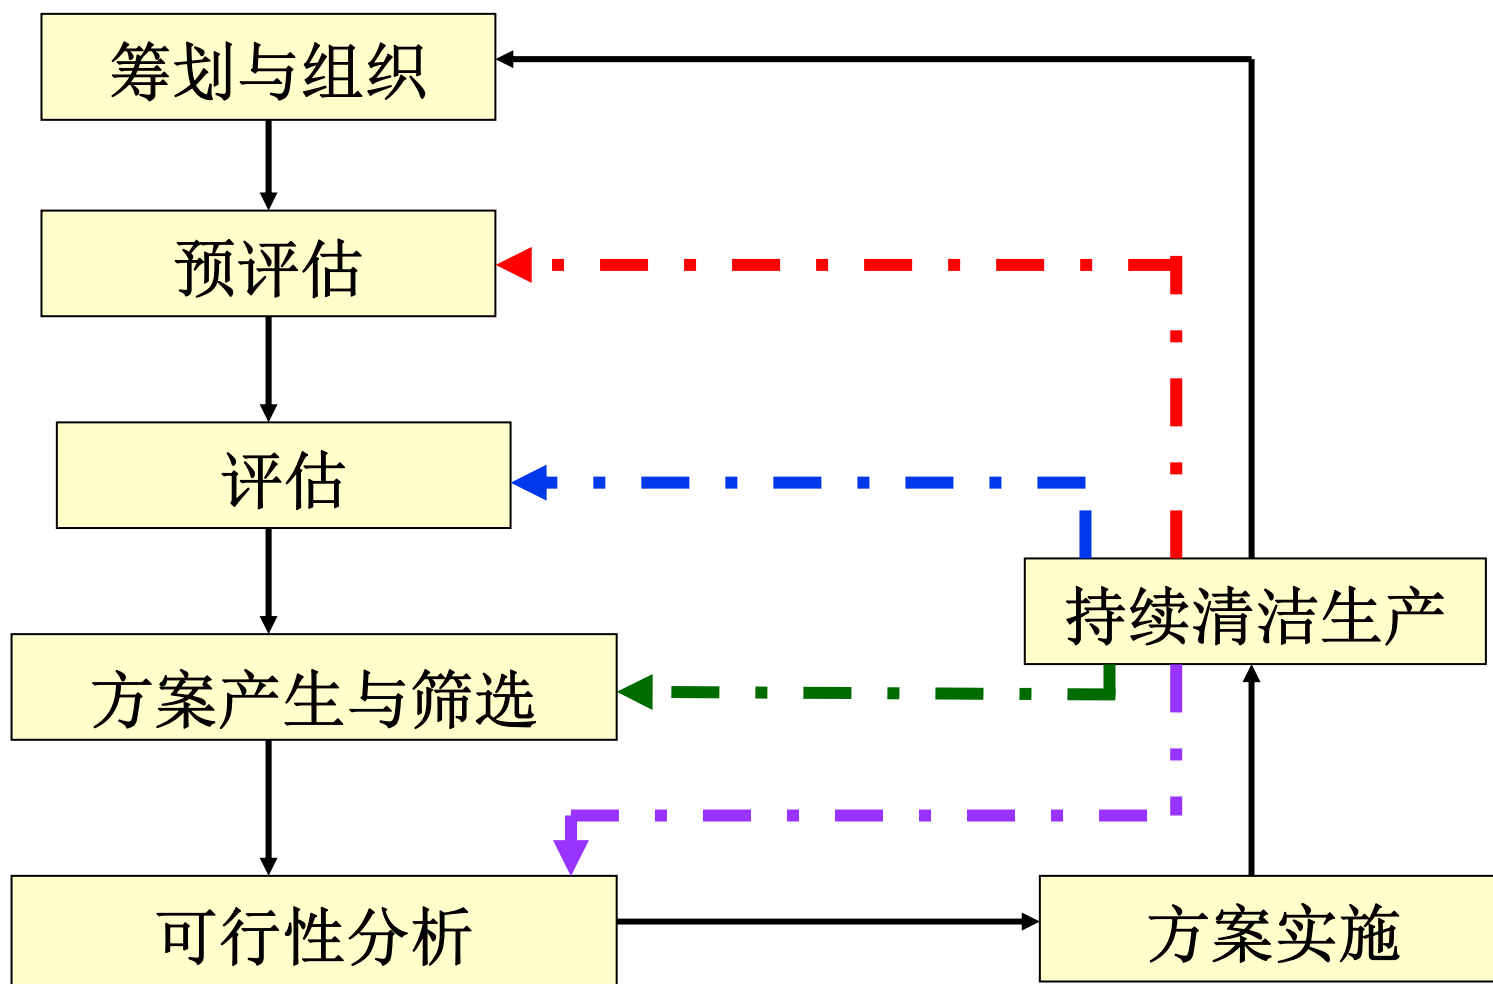 筹划与组织
预评估
评估
持续清洁生产
方案产生与筛选
可行性分析
方案实施